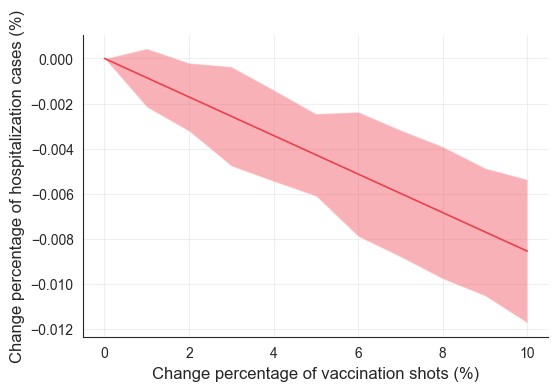 Change percentage of hospitalization cases (%)
0.000
−0.002
−0.004
−0.006
−0.008
−0.010
−0.012
0 2 4 6 8 10
Change percentage of vaccination shots (%)